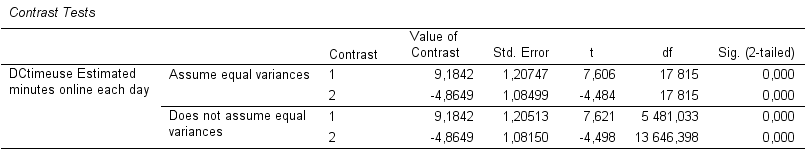 Contrast Tests
Contrast Value of Contrast Std. Error t df Sig. (2-tailed)
DCtimeuse Estimated minutes online each day Assume equal variances 1 9,1842 1,20747 7,606 17 815 0,000
2 -4,8649 1,08499 -4,484 17 815 0,000
Does not assume equal variances 1 9,1842 1,20513 7,621 5 481,033 0,000
2 -4,8649 1,08150 -4,498 13 646,398 0,000